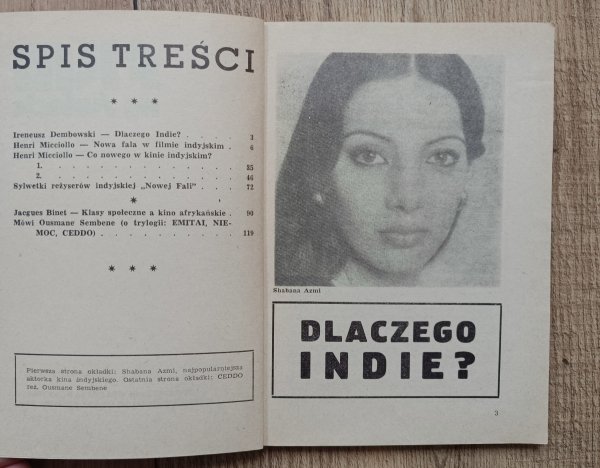 SPIS TREŚCI
* * *
Ireneusz Dembowski — Dlaczego Indie? . . . . . 3
Henri Micciollo — Nowa fala w filmie indyjskim . 6
Henri Micciollo — Co nowego w kinie indyjskim?
1. . . . . . . . . . . . . . . 35
2. . . . . . . . . . . . . . . 46
Sylwetki reżyserów indyjskiej „Nowej Fali” . . . 72
*
Jacques Binet — Klasy społeczne a kino afrykańskie . 90
Mówi Ousmane Sembene (o trylogii: EMITAI, NIE-
MOC, CEDDO) . . . . . . . . . . 119
* * *
Pierwsza strona okładki: Shabana Azmi, najpopularniejsza
aktorka kina indyjskiego. Ostatnia strona okładki: CEDDO
reż. Ousmane Sembene
Shabana Azmi
DLACZEGO
INDIE?
3